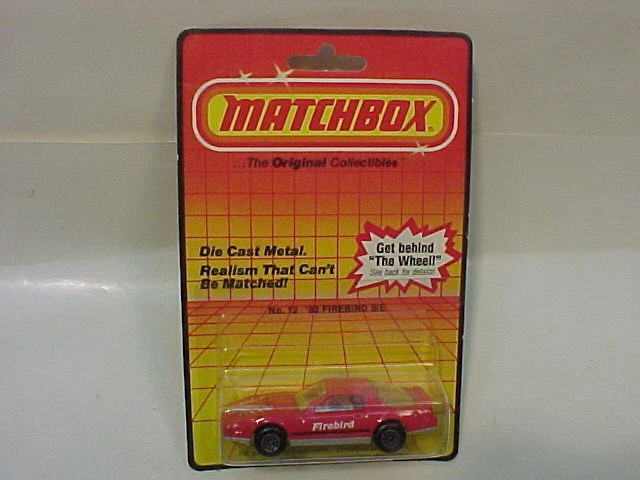 MATCHBOX
...The Original Collectibles
Die Cast Metal.
Realism That Can't
Be Matched!
Get behind
"The Wheel!"
See back for details!
No. 12 '82 FIREBIRD S/E
Firebird